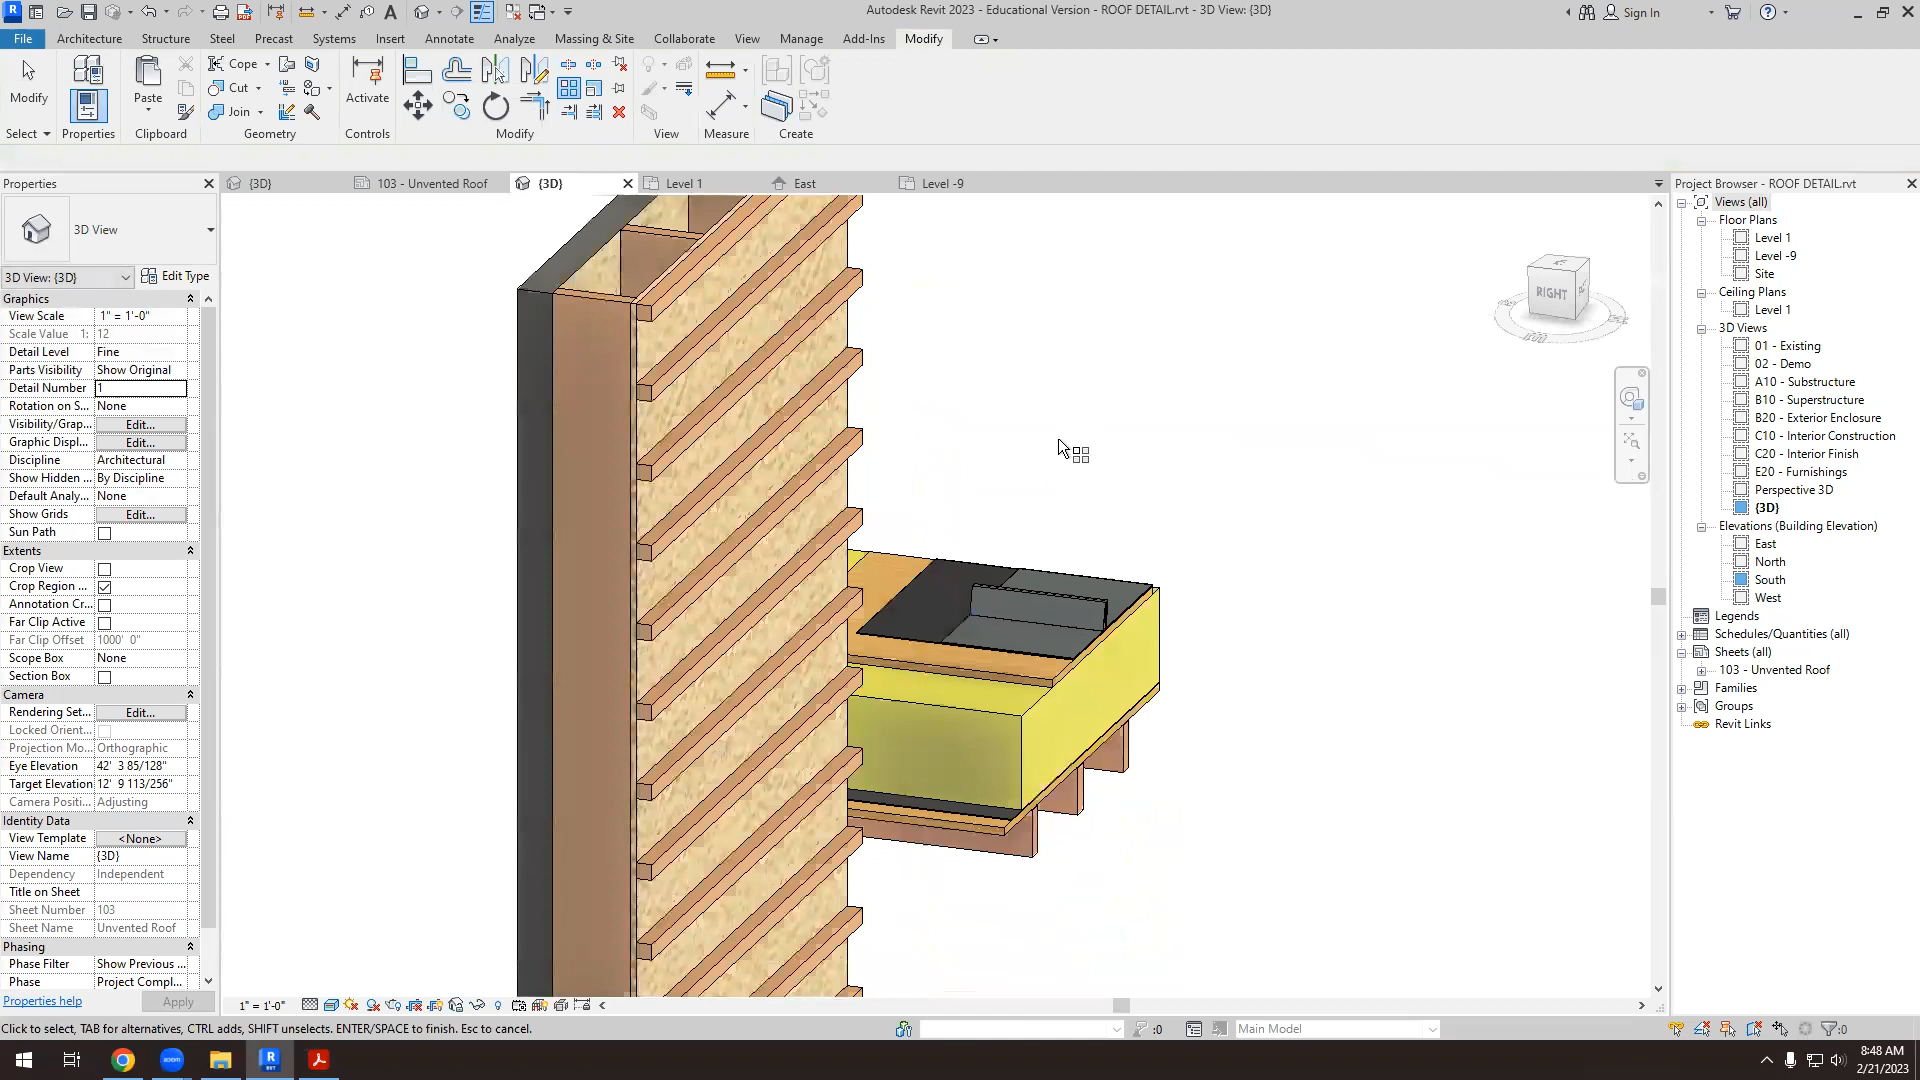 Autodesk Revit 2023 - Educational Version - ROOF DETAIL.rvt - 3D View: {3D}
Sign In
File Architecture Structure Steel Precast Systems Insert Annotate Analyze Massing & Site Collaborate View Manage Add-Ins Modify
Modify
Select
Properties
Paste
Clipboard
Cope
Cut
Join
Geometry
Activate
Controls
Modify
View
Measure
Create
Properties
{3D}
103 - Unvented Roof
{3D}
Level 1
East
Level -9
3D View
3D View: {3D}
Edit Type
Graphics
View Scale 1" = 1'-0"
Scale Value 1: 12
Detail Level Fine
Parts Visibility Show Original
Detail Number 1
Rotation on S... None
Visibility/Grap... Edit...
Graphic Displ... Edit...
Discipline Architectural
Show Hidden ... By Discipline
Default Analy... None
Show Grids Edit...
Sun Path
Extents
Crop View
Crop Region ...
Annotation Cr...
Far Clip Active
Far Clip Offset 1000' 0"
Scope Box None
Section Box
Camera
Rendering Set... Edit...
Locked Orient...
Projection Mo... Orthographic
Eye Elevation 42' 3 85/128"
Target Elevation 12' 9 113/256"
Camera Positi... Adjusting
Identity Data
View Template <None>
View Name {3D}
Dependency Independent
Title on Sheet
Sheet Number 103
Sheet Name Unvented Roof
Phasing
Phase Filter Show Previous ...
Phase Project Compl...
Properties help
Apply
RIGHT
Project Browser - ROOF DETAIL.rvt
Views (all)
Floor Plans
Level 1
Level -9
Site
Ceiling Plans
Level 1
3D Views
01 - Existing
02 - Demo
A10 - Substructure
B10 - Superstructure
B20 - Exterior Enclosure
C10 - Interior Construction
C20 - Interior Finish
E20 - Furnishings
Perspective 3D
{3D}
Elevations (Building Elevation)
East
North
South
West
Legends
Schedules/Quantities (all)
Sheets (all)
103 - Unvented Roof
Families
Groups
Revit Links
1" = 1'-0"
Click to select, TAB for alternatives, CTRL adds, SHIFT unselects. ENTER/SPACE to finish. Esc to cancel.
:0
Main Model
:0
zoom
8:48 AM
2/21/2023